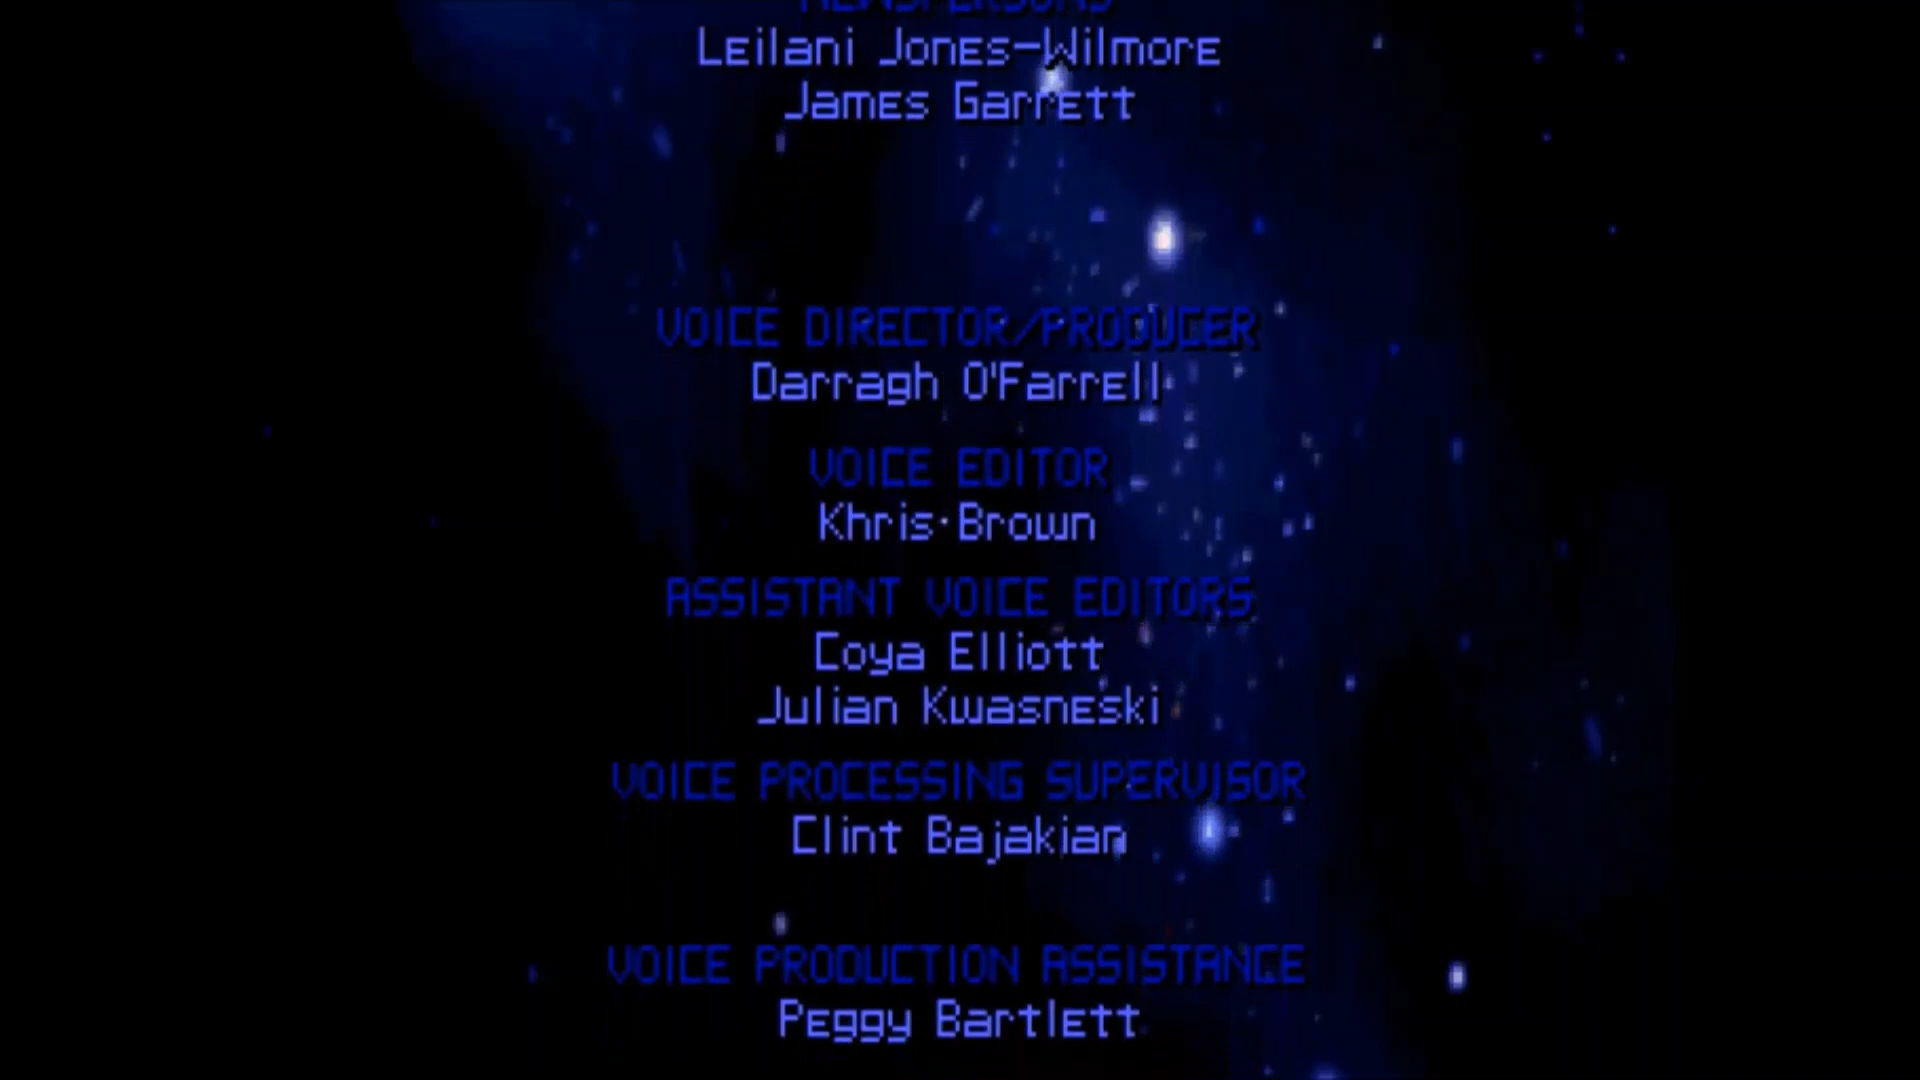 NEWSPERSONS
Leilani Jones-Wilmore
James Garrett
VOICE DIRECTOR/PRODUCER
Darragh O'Farrell
VOICE EDITOR
Khris Brown
ASSISTANT VOICE EDITORS
Coya Elliott
Julian Kwasneski
VOICE PROCESSING SUPERVISOR
Clint Bajakian
VOICE PRODUCTION ASSISTANCE
Peggy Bartlett